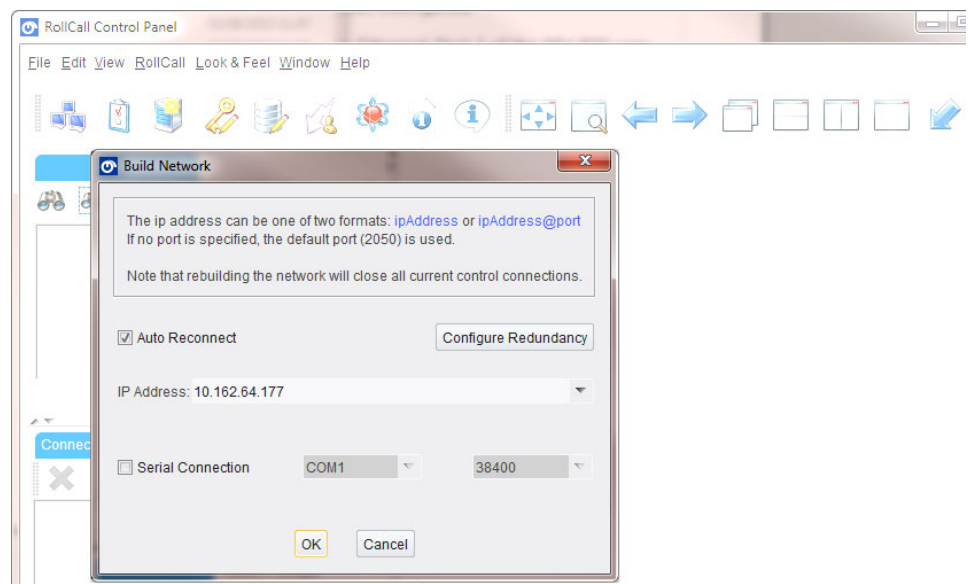 RollCall Control Panel
File Edit View RollCall Look & Feel Window Help
Build Network
The ip address can be one of two formats: ipAddress or ipAddress@port
If no port is specified, the default port (2050) is used.
Note that rebuilding the network will close all current control connections.
Auto Reconnect
Configure Redundancy
IP Address: 10.162.64.177
Connec
Serial Connection
COM1
38400
OK
Cancel